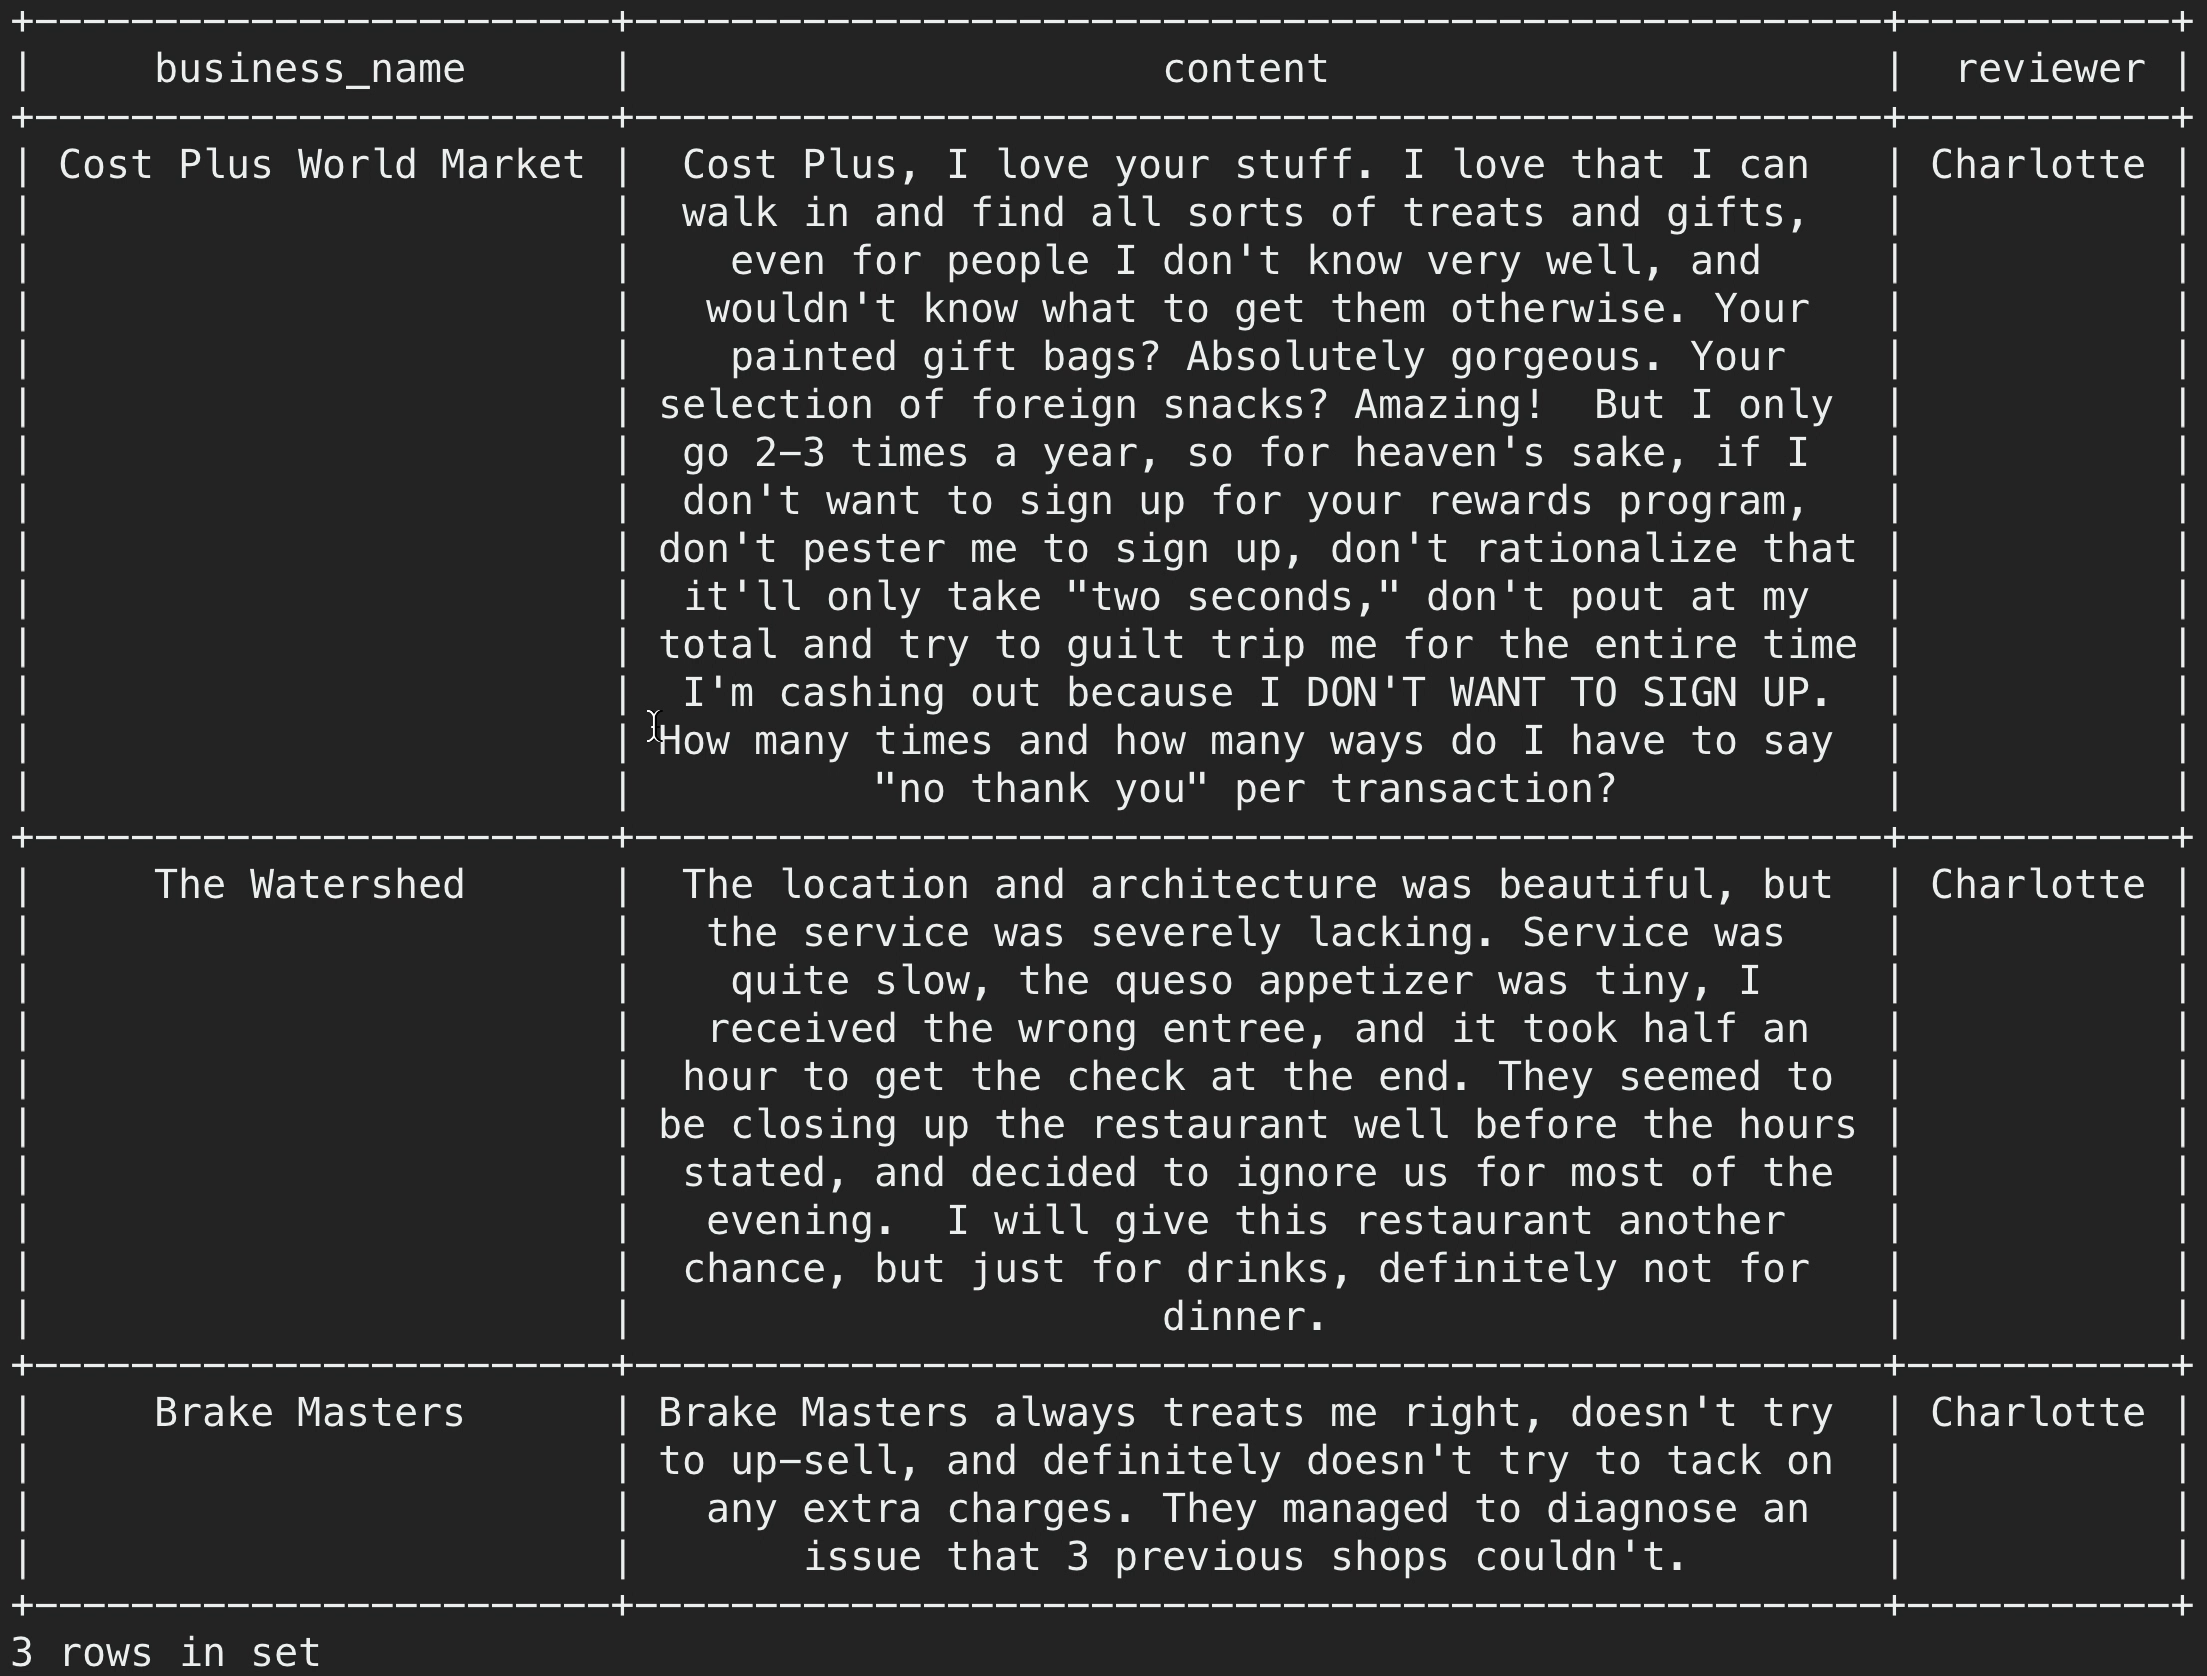 business_name | content | reviewer
Cost Plus World Market | Cost Plus, I love your stuff. I love that I can | Charlotte
walk in and find all sorts of treats and gifts,
even for people I don't know very well, and
wouldn't know what to get them otherwise. Your
painted gift bags? Absolutely gorgeous. Your
selection of foreign snacks? Amazing!  But I only
go 2-3 times a year, so for heaven's sake, if I
don't want to sign up for your rewards program,
don't pester me to sign up, don't rationalize that
it'll only take "two seconds," don't pout at my
total and try to guilt trip me for the entire time
I'm cashing out because I DON'T WANT TO SIGN UP.
How many times and how many ways do I have to say
"no thank you" per transaction?
The Watershed | The location and architecture was beautiful, but | Charlotte
the service was severely lacking. Service was
quite slow, the queso appetizer was tiny, I
received the wrong entree, and it took half an
hour to get the check at the end. They seemed to
be closing up the restaurant well before the hours
stated, and decided to ignore us for most of the
evening.  I will give this restaurant another
chance, but just for drinks, definitely not for
dinner.
Brake Masters | Brake Masters always treats me right, doesn't try | Charlotte
to up-sell, and definitely doesn't try to tack on
any extra charges. They managed to diagnose an
issue that 3 previous shops couldn't.
3 rows in set